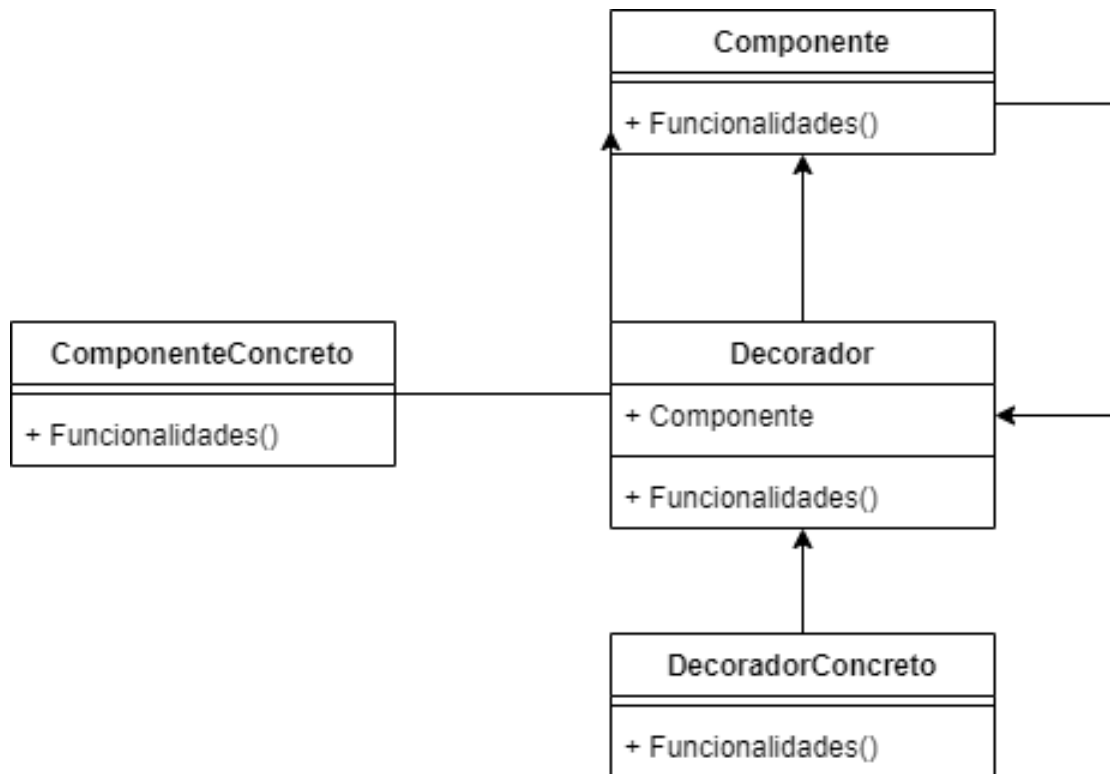 Componente
+ Funcionalidades()
ComponenteConcreto
+ Funcionalidades()
Decorador
+ Componente
+ Funcionalidades()
DecoradorConcreto
+ Funcionalidades()